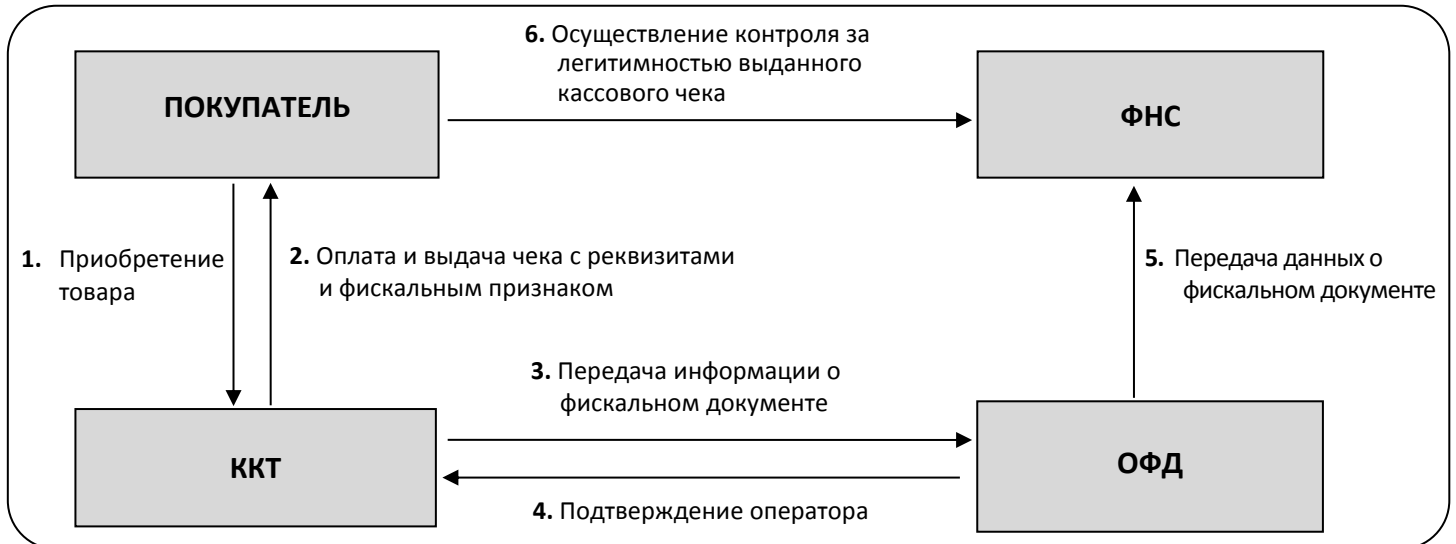 6. Осуществление контроля за
легитимностью выданного
кассового чека
ПОКУПАТЕЛЬ
ФНС
1. Приобретение
товара
2. Оплата и выдача чека с реквизитами
и фискальным признаком
5. Передача данных о
фискальном документе
3. Передача информации о
фискальном документе
ККТ
ОФД
4. Подтверждение оператора